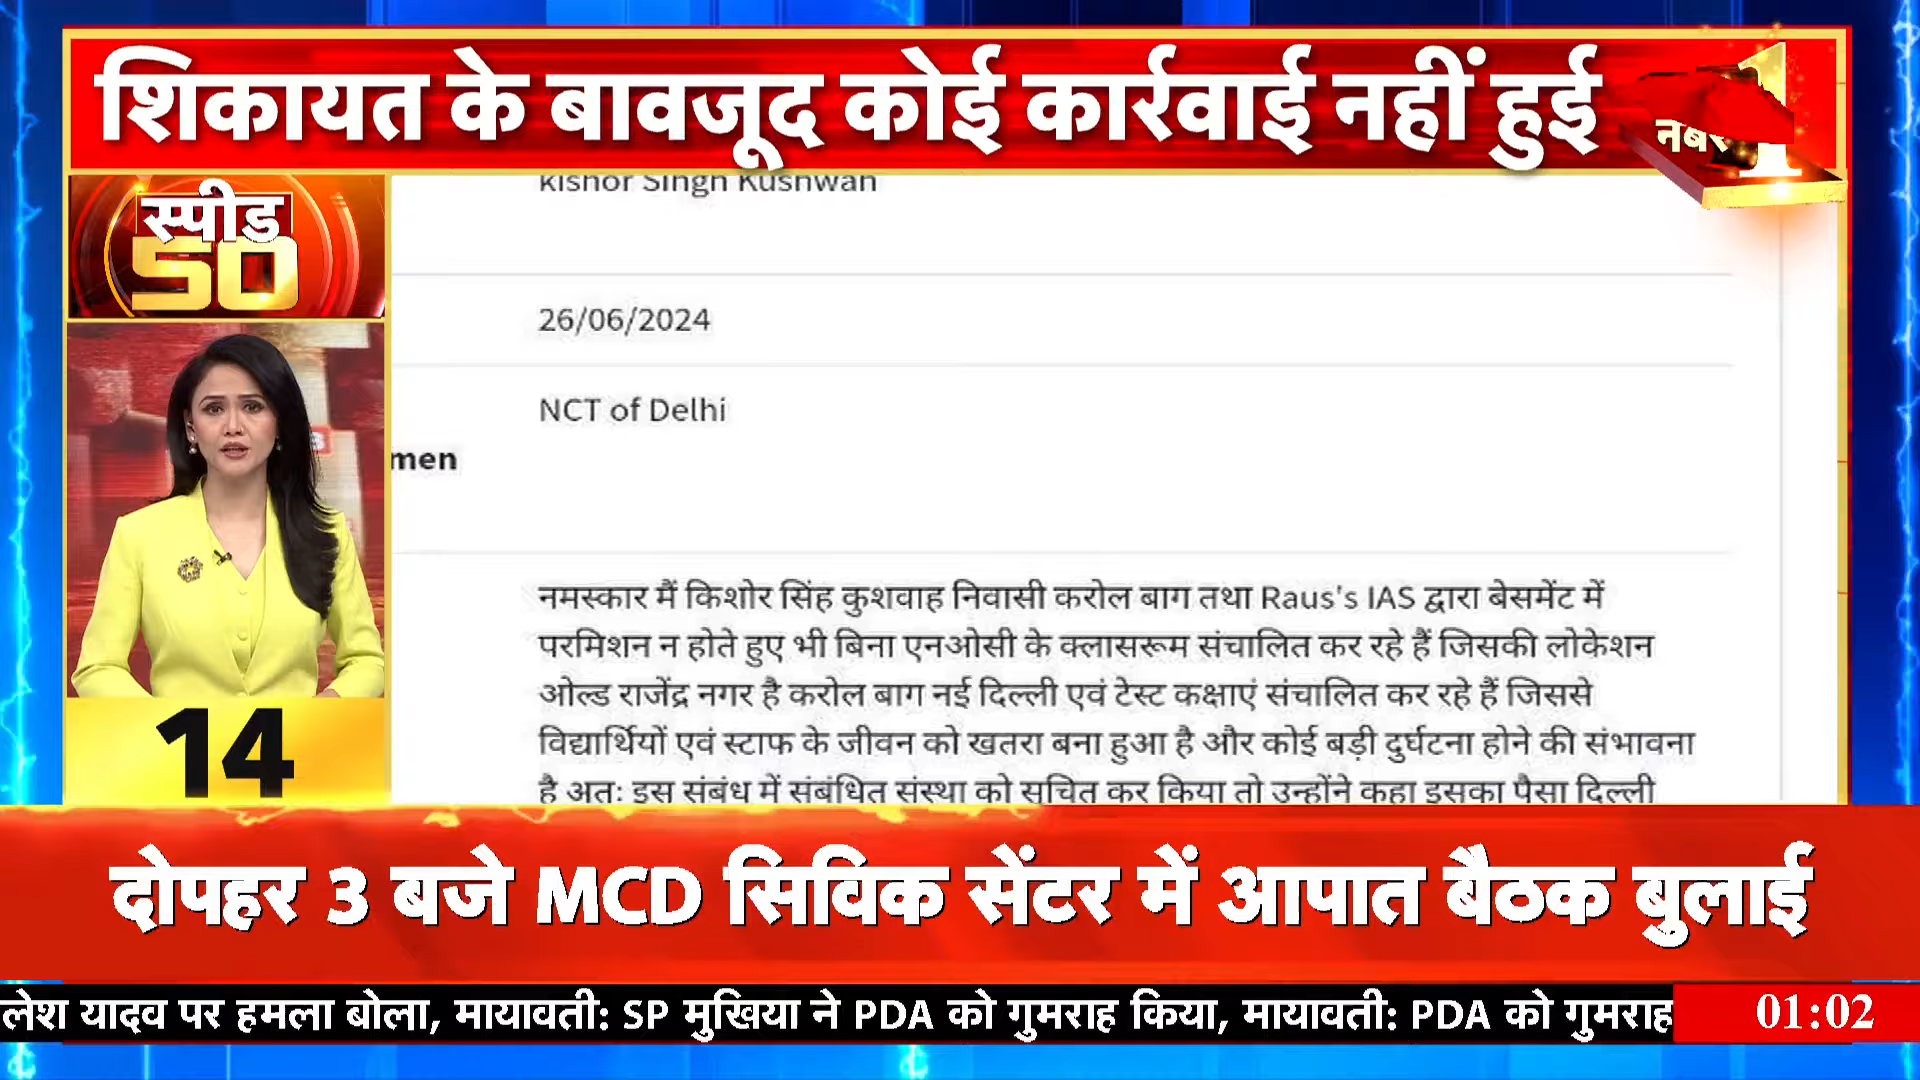 शिकायत के बावजूद कोई कार्रवाई नहीं हुई
नंबर 1
स्पीड
50
kishor Singh Kushwah
26/06/2024
NCT of Delhi
men
नमस्कार मैं किशोर सिंह कुशवाह निवासी करोल बाग तथा Raus's IAS द्वारा बेसमेंट में
परमिशन न होते हुए भी बिना एनओसी के क्लासरूम संचालित कर रहे हैं जिसकी लोकेशन
ओल्ड राजेंद्र नगर है करोल बाग नई दिल्ली एवं टेस्ट कक्षाएं संचालित कर रहे हैं जिससे
विद्यार्थियों एवं स्टाफ के जीवन को खतरा बना हुआ है और कोई बड़ी दुर्घटना होने की संभावना
है अतः इस संबंध में संबंधित संस्था को सूचित कर किया तो उन्होंने कहा इसका पैसा दिल्ली
14
दोपहर 3 बजे MCD सिविक सेंटर में आपात बैठक बुलाई
लेश यादव पर हमला बोला, मायावती: SP मुखिया ने PDA को गुमराह किया, मायावती: PDA को गुमराह
01:02